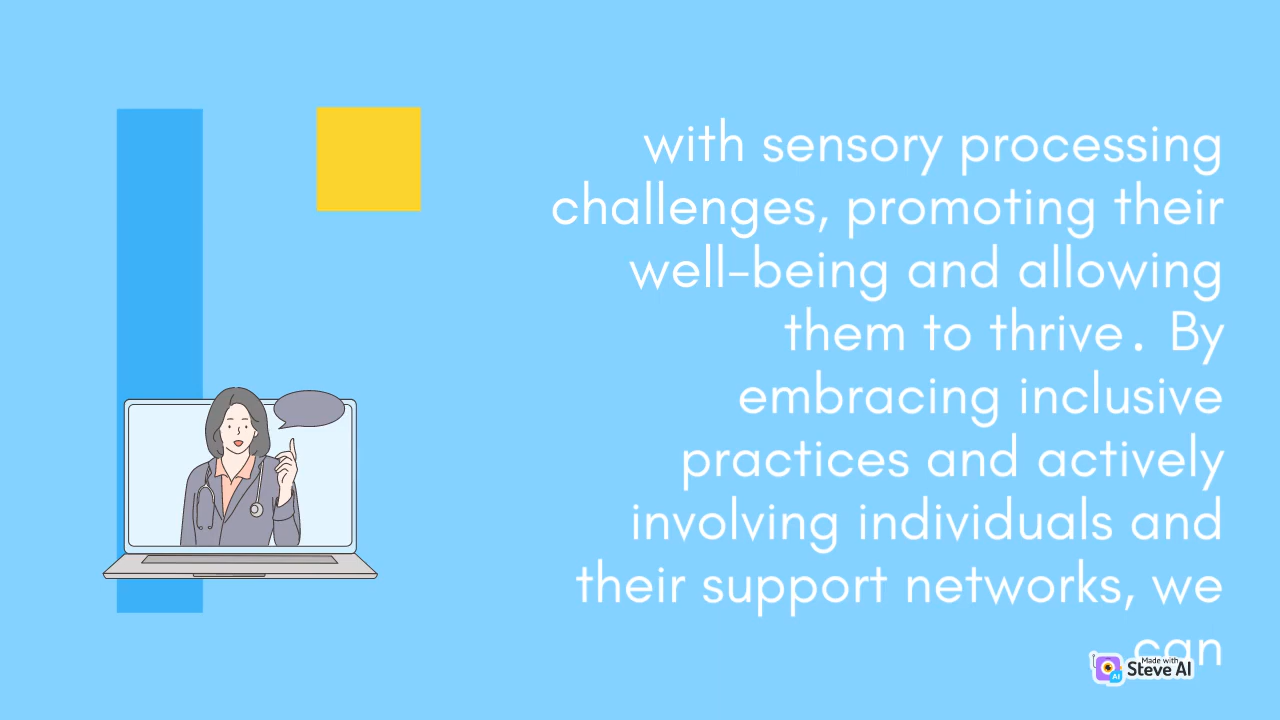 with sensory processing
challenges, promoting their
well-being and allowing
them to thrive. By
embracing inclusive
practices and actively
involving individuals and
their support networks, we
can
Made with
Steve AI
AI